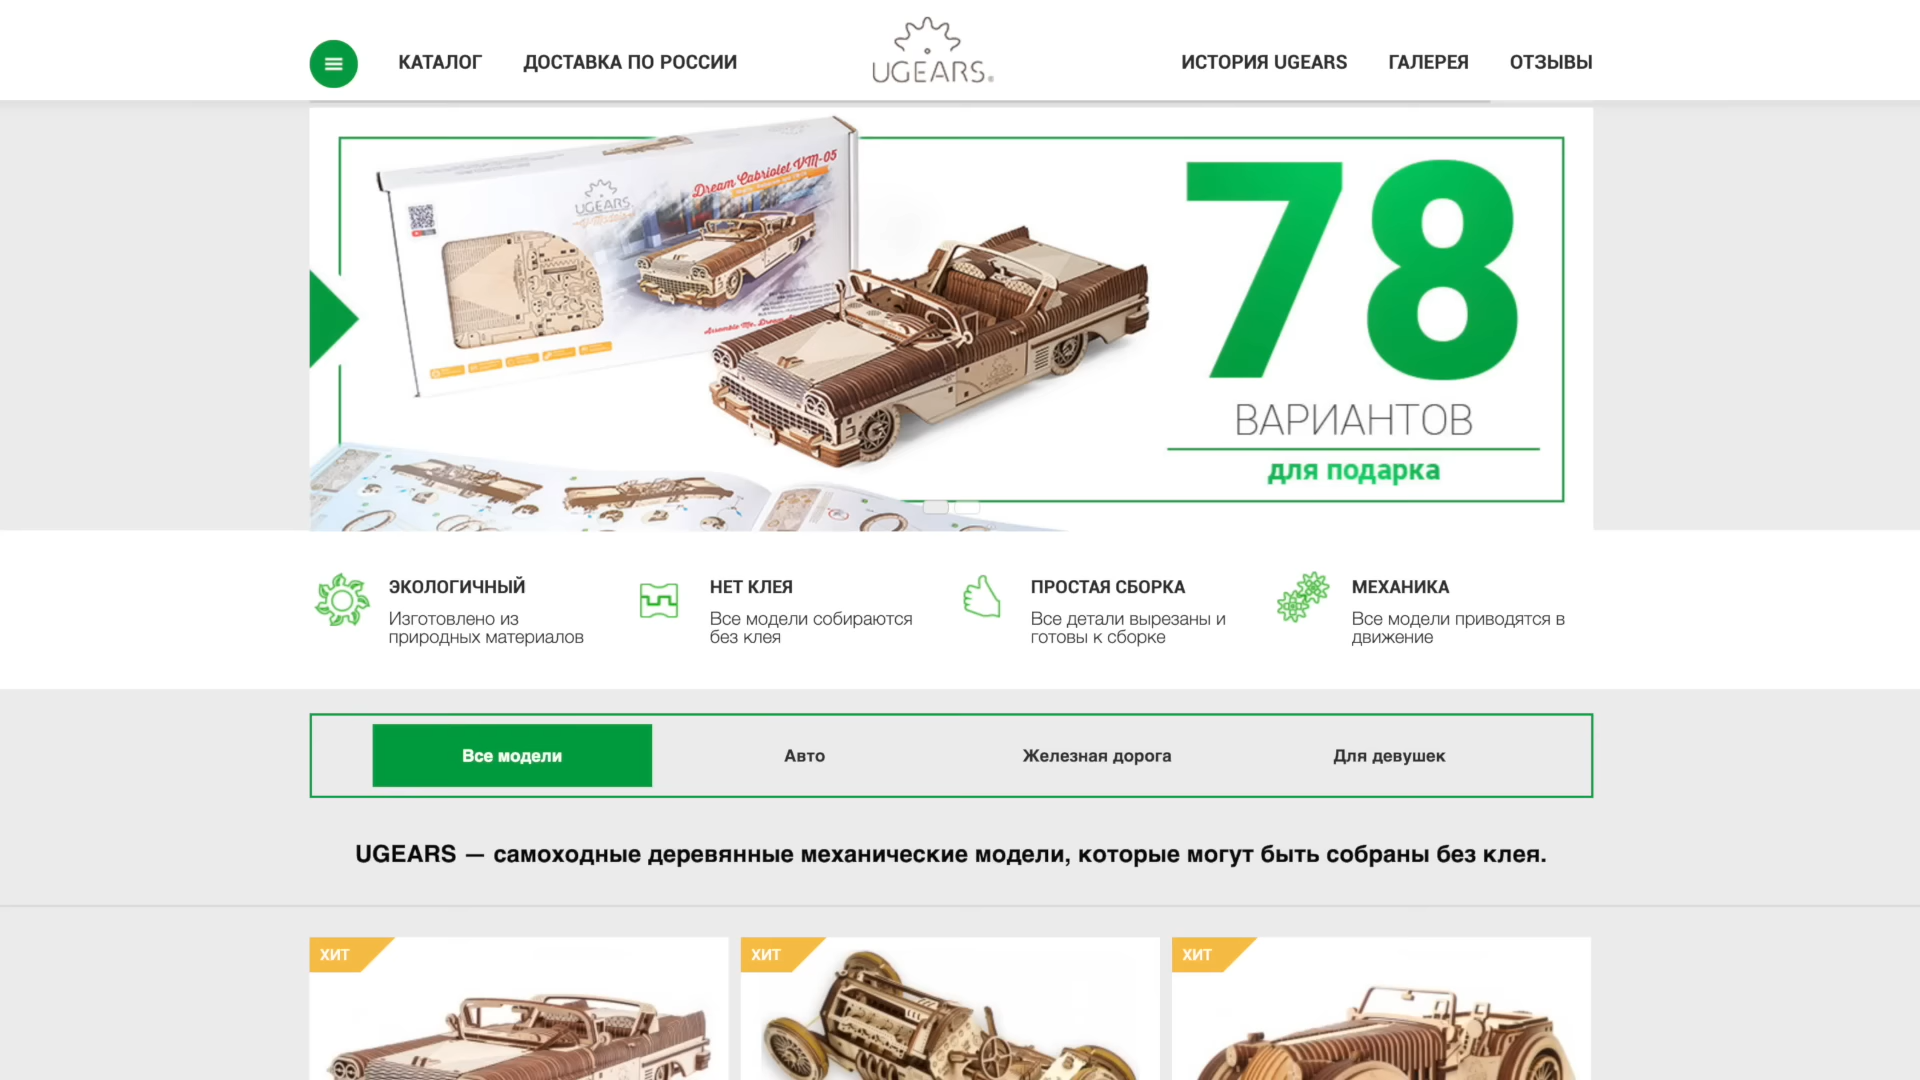 КАТАЛОГ
ДОСТАВКА ПО РОССИИ
UGEARS
ИСТОРИЯ UGEARS
ГАЛЕРЕЯ
ОТЗЫВЫ
Dream Cabriolet VM-05
UGEARS
78
ВАРИАНТОВ
для подарка
ЭКОЛОГИЧНЫЙ
Изготовлено из
природных материалов
НЕТ КЛЕЯ
Все модели собираются
без клея
ПРОСТАЯ СБОРКА
Все детали вырезаны и
готовы к сборке
МЕХАНИКА
Все модели приводятся в
движение
Все модели
Авто
Железная дорога
Для девушек
UGEARS — самоходные деревянные механические модели, которые могут быть собраны без клея.
ХИТ
ХИТ
ХИТ